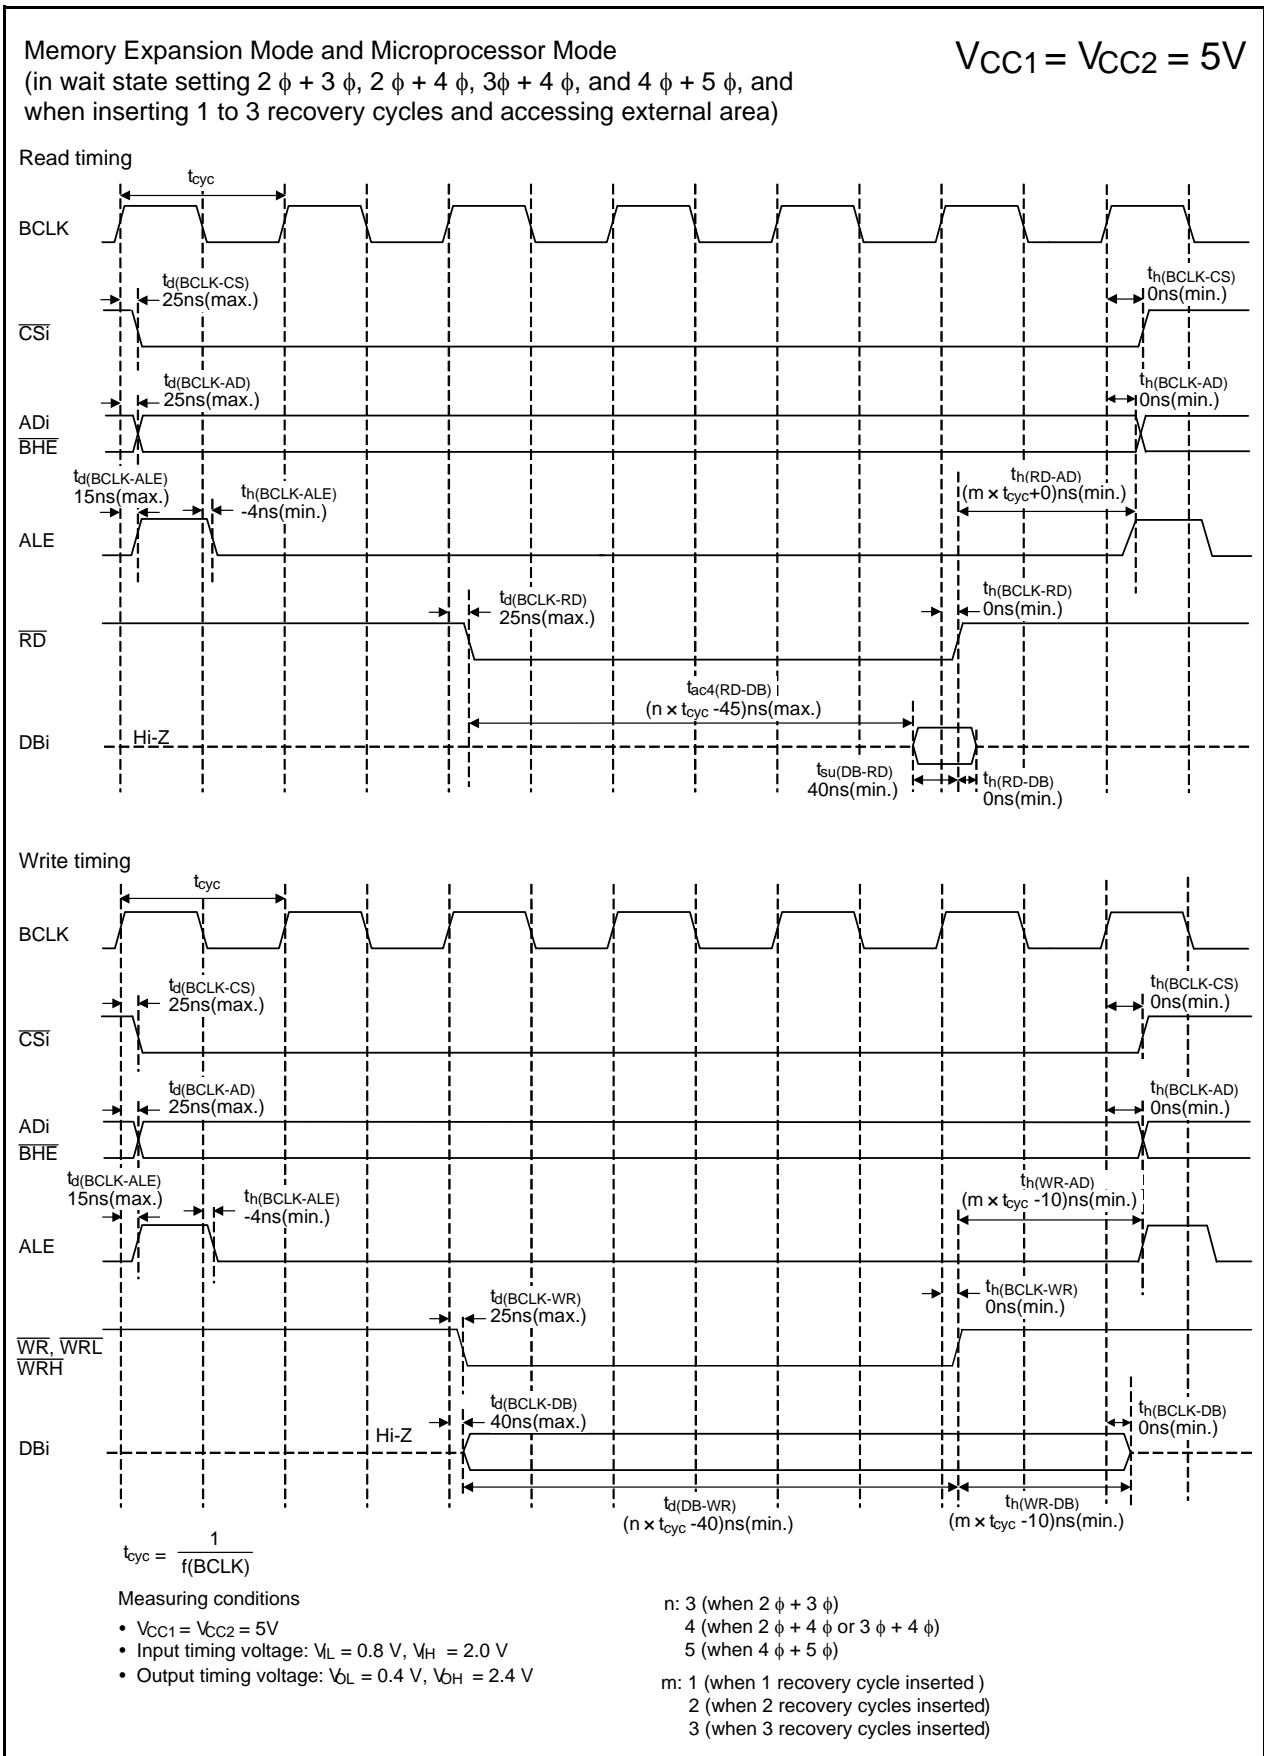 Memory Expansion Mode and Microprocessor Mode
(in wait state setting 2 ϕ + 3 ϕ, 2 ϕ + 4 ϕ, 3ϕ + 4 ϕ, and 4 ϕ + 5 ϕ, and
when inserting 1 to 3 recovery cycles and accessing external area)
VCC1 = VCC2 = 5V
Read timing
tcyc
BCLK
td(BCLK-CS)
25ns(max.)
th(BCLK-CS)
0ns(min.)
CSi
td(BCLK-AD)
25ns(max.)
th(BCLK-AD)
0ns(min.)
ADi
BHE
td(BCLK-ALE)
15ns(max.)
th(BCLK-ALE)
-4ns(min.)
th(RD-AD)
(m × tcyc+0)ns(min.)
ALE
td(BCLK-RD)
25ns(max.)
th(BCLK-RD)
0ns(min.)
RD
tac4(RD-DB)
(n × tcyc -45)ns(max.)
DBi
Hi-Z
tsu(DB-RD)
40ns(min.)
th(RD-DB)
0ns(min.)
Write timing
tcyc
BCLK
td(BCLK-CS)
25ns(max.)
th(BCLK-CS)
0ns(min.)
CSi
td(BCLK-AD)
25ns(max.)
th(BCLK-AD)
0ns(min.)
ADi
BHE
td(BCLK-ALE)
15ns(max.)
th(BCLK-ALE)
-4ns(min.)
th(WR-AD)
(m × tcyc -10)ns(min.)
ALE
td(BCLK-WR)
25ns(max.)
th(BCLK-WR)
0ns(min.)
WR, WRL
WRH
td(BCLK-DB)
40ns(max.)
th(BCLK-DB)
0ns(min.)
Hi-Z
DBi
td(DB-WR)
(n × tcyc -40)ns(min.)
th(WR-DB)
(m × tcyc -10)ns(min.)
tcyc = 1
f(BCLK)
Measuring conditions
• VCC1 = VCC2 = 5V
• Input timing voltage: VIL = 0.8 V, VIH = 2.0 V
• Output timing voltage: VOL = 0.4 V, VOH = 2.4 V
n: 3 (when 2 ϕ + 3 ϕ)
4 (when 2 ϕ + 4 ϕ or 3 ϕ + 4 ϕ)
5 (when 4 ϕ + 5 ϕ)
m: 1 (when 1 recovery cycle inserted )
2 (when 2 recovery cycles inserted)
3 (when 3 recovery cycles inserted)